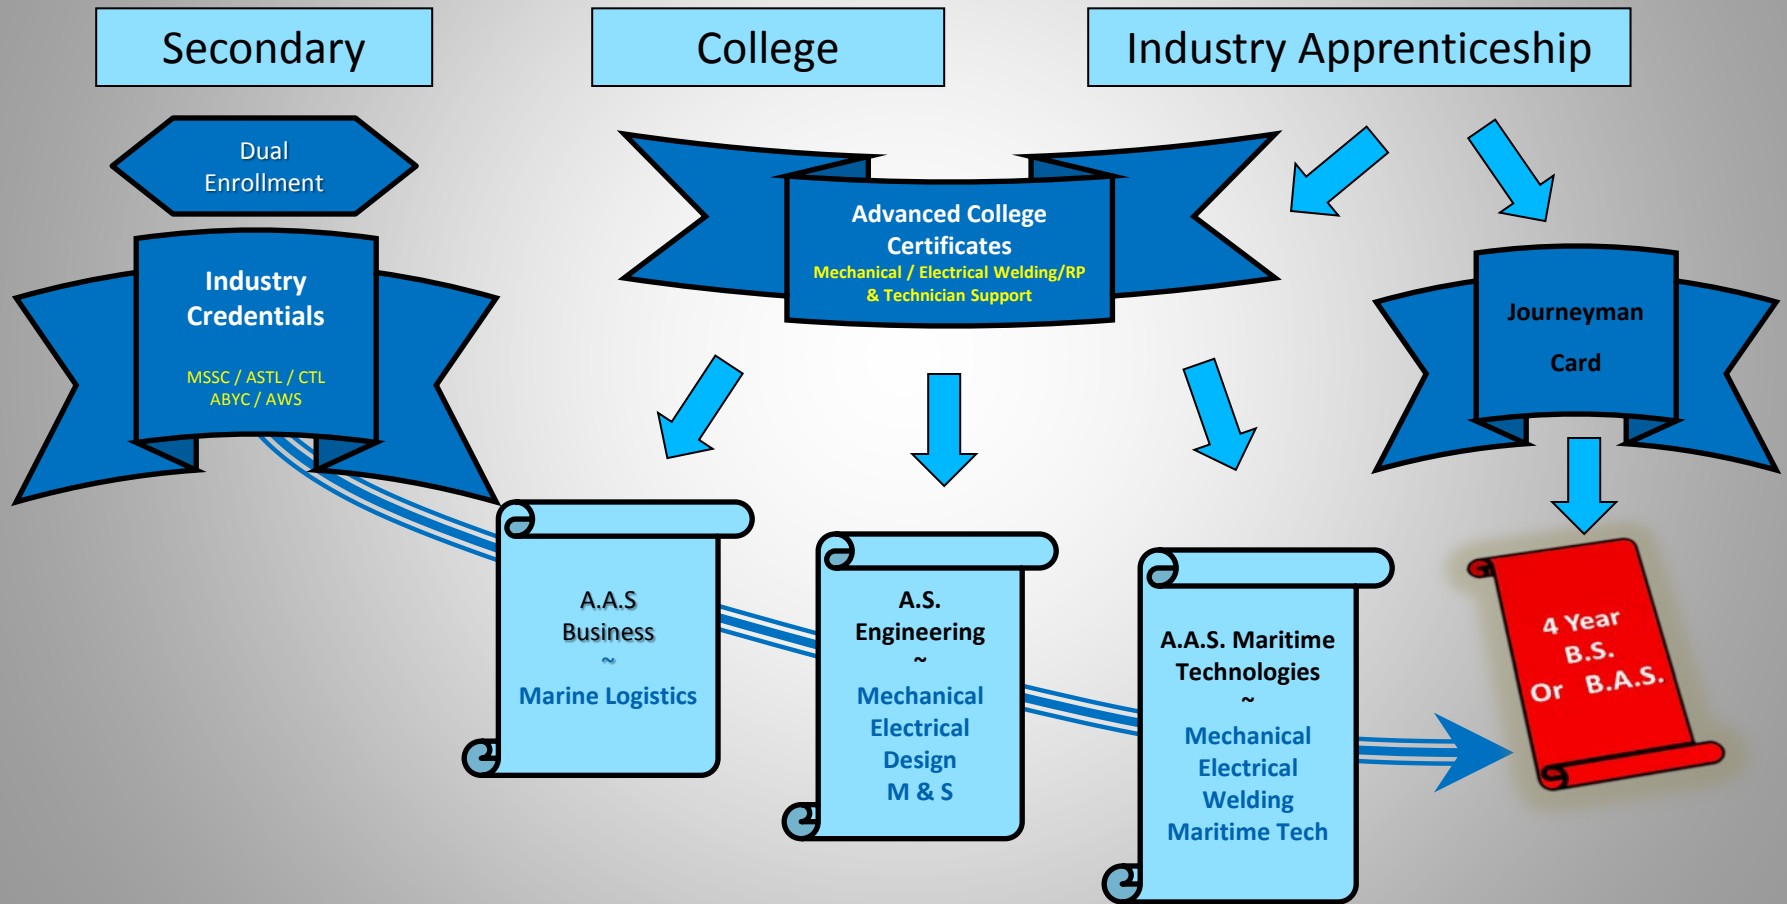 Secondary
College
Industry Apprenticeship
Dual
Enrollment
Industry
Credentials
MSSC / ASTL / CTL
ABYC / AWS
Advanced College
Certificates
Mechanical / Electrical Welding/RP
& Technician Support
Journeyman
Card
A.A.S
Business
~
Marine Logistics
A.S.
Engineering
~
Mechanical
Electrical
Design
M & S
A.A.S. Maritime
Technologies
~
Mechanical
Electrical
Welding
Maritime Tech
4 Year
B.S.
Or B.A.S.